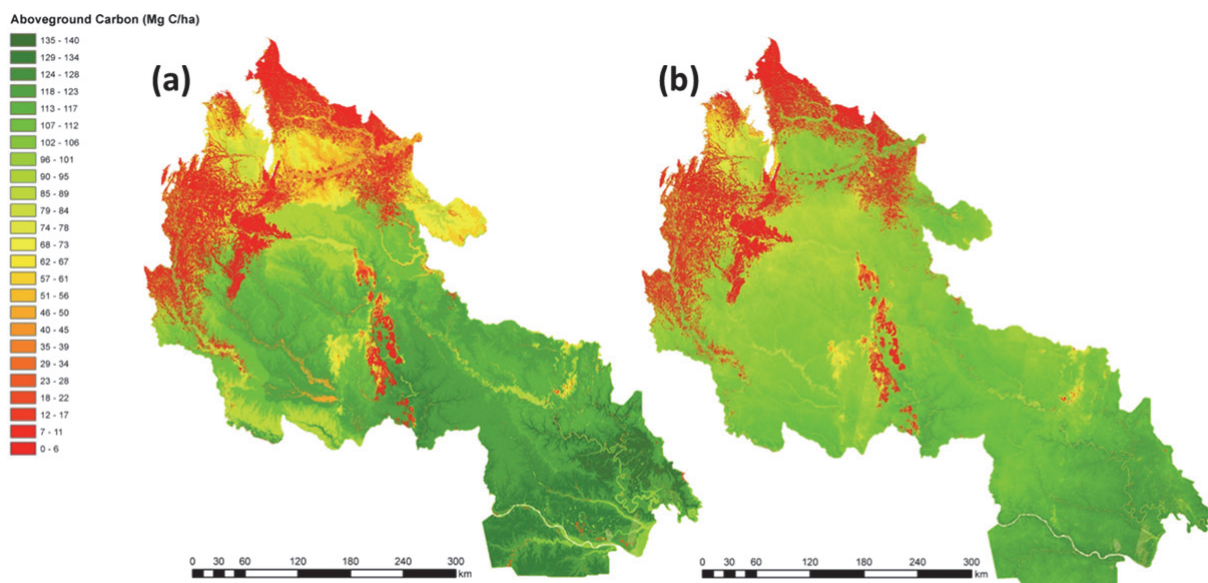 Aboveground Carbon (Mg C/ha)
135 - 140
129 - 134
124 - 128
118 - 123
113 - 117
107 - 112
102 - 106
96 - 101
90 - 95
85 - 89
79 - 84
74 - 78
68 - 73
62 - 67
57 - 61
51 - 56
46 - 50
40 - 45
35 - 39
29 - 34
23 - 28
18 - 22
12 - 17
7 - 11
0 - 6
(a)
(b)
0 30 60 120 180 240 300
km
0 30 60 120 180 240 300
km